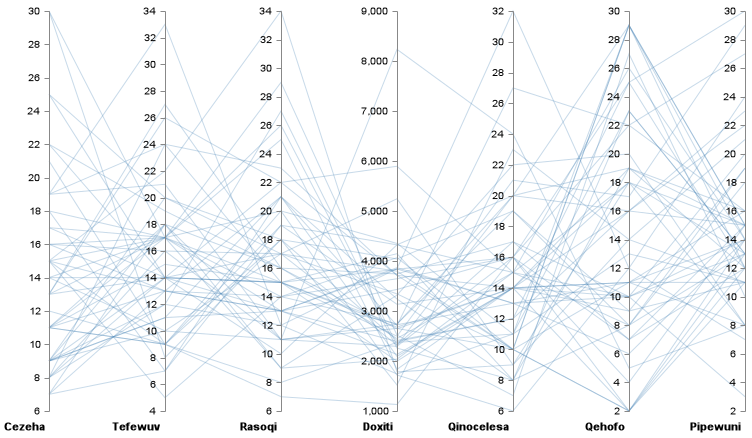 30 34 34 9,000 32 30 30
28 32 32 8,000 30 28 28
26 30 30 7,000 28 26 26
24 28 28 6,000 26 24 24
22 26 26 5,000 24 22 22
20 24 24 4,000 22 20 20
18 22 22 3,000 20 18 18
16 20 20 2,000 18 16 16
14 18 18 1,000 16 14 14
12 16 16 14 12 12
10 14 14 12 10 10
8 12 12 10 8 8
6 10 10 8 6 6
8 8 6 4 4
6 6 2 2
4
Cezeha Tefewuv Rasoqi Doxiti Qinocelesa Qehofo Pipewuni